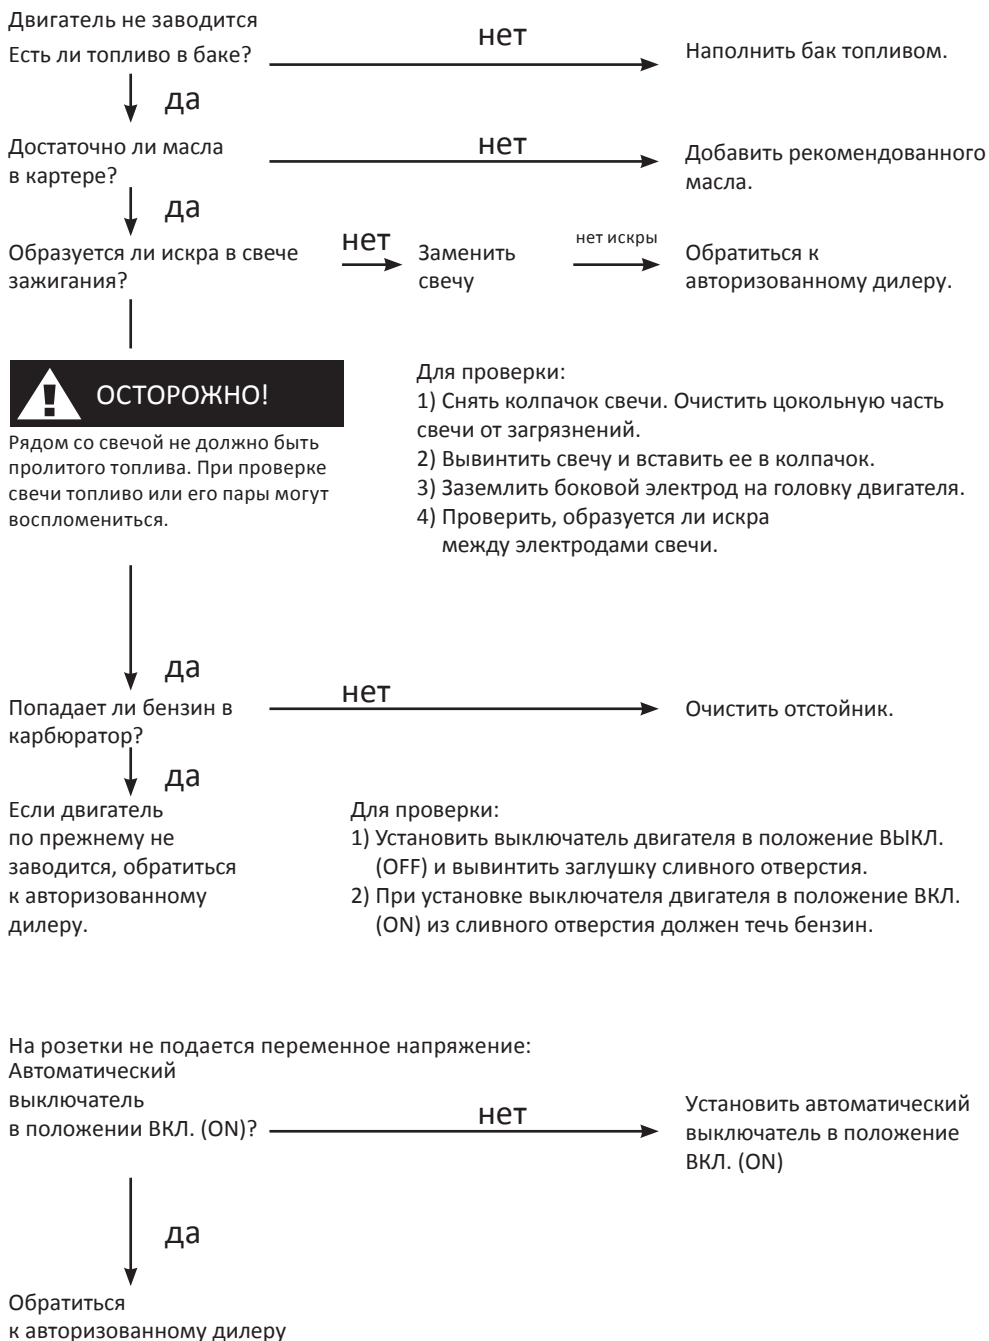 Двигатель не заводится
Есть ли топливо в баке?
нет
Наполнить бак топливом.
да
Достаточно ли масла
в картере?
нет
Добавить рекомендованного
масла.
да
Образуется ли искра в свече
зажигания?
нет
Заменить
свечу
нет искры
Обратиться к
авторизованному дилеру.
ОСТОРОЖНО!
Рядом со свечой не должно быть
пролитого топлива. При проверке
свечи топливо или его пары могут
воспломениться.
Для проверки:
1) Снять колпачок свечи. Очистить цокольную часть
свечи от загрязнений.
2) Вывинтить свечу и вставить ее в колпачок.
3) Заземлить боковой электрод на головку двигателя.
4) Проверить, образуется ли искра
между электродами свечи.
да
Попадает ли бензин в
карбюратор?
нет
Очистить отстойник.
да
Если двигатель
по прежнему не
заводится, обратиться
к авторизованному
дилеру.
Для проверки:
1) Установить выключатель двигателя в положение ВЫКЛ.
(OFF) и вывинтить заглушку сливного отверстия.
2) При установке выключателя двигателя в положение ВКЛ.
(ON) из сливного отверстия должен течь бензин.
На розетки не подается переменное напряжение:
Автоматический
выключатель
в положении ВКЛ. (ON)?
нет
Установить автоматический
выключатель в положение
ВКЛ. (ON)
да
Обратиться
к авторизованному дилеру